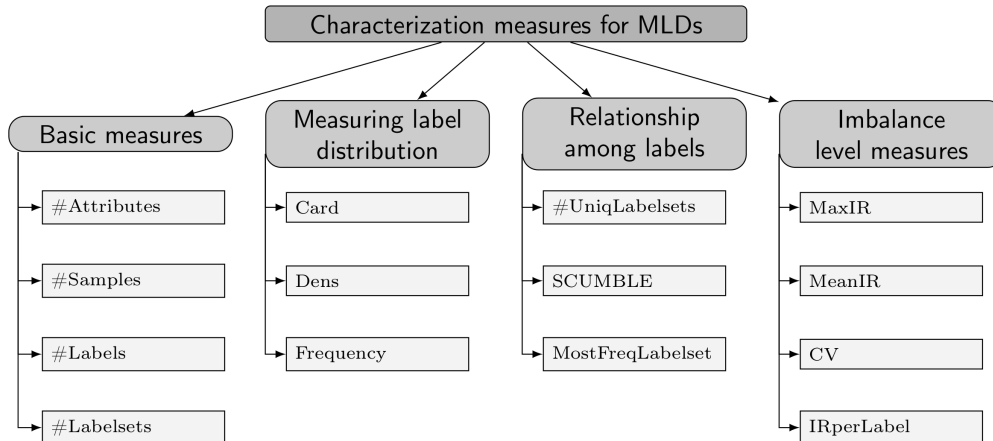 Characterization measures for MLDs
Basic measures
#Attributes
#Samples
#Labels
#Labelsets
Measuring label
distribution
Card
Dens
Frequency
Relationship
among labels
#UniqLabelsets
SCUMBLE
MostFreqLabelset
Imbalance
level measures
MaxIR
MeanIR
CV
IRperLabel